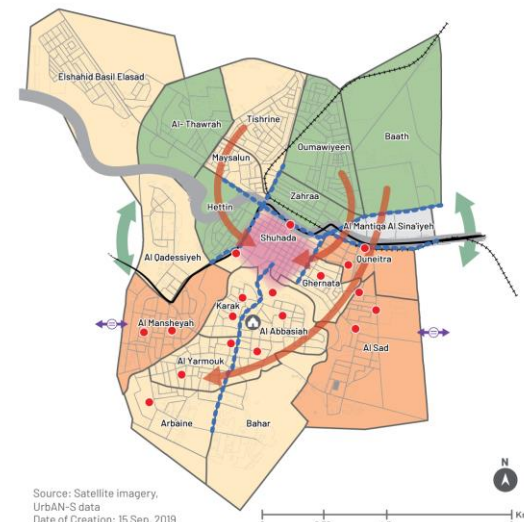 Elshahid Basil Elasad
Al- Thawrah
Tishrine
Oumawiyeen
Baath
Maysalun
Zahraa
Hettin
Al Mantiqa Al Sina'iyeh
Shuhada
Al Qadessiyeh
Quneitra
Ghernata
Karak
Al Mansheyah
Al Abbasiah
Al Sad
Al Yarmouk
Arbaine
Bahar
N
Source: Satellite imagery,
UrbAN-S data
Date of Creation: 15 Sep, 2019